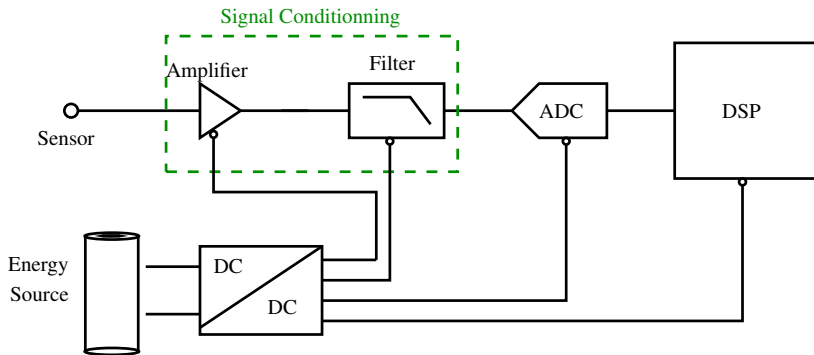 Signal Conditionning
Amplifier
Filter
Sensor
ADC
DSP
Energy
Source
DC
DC